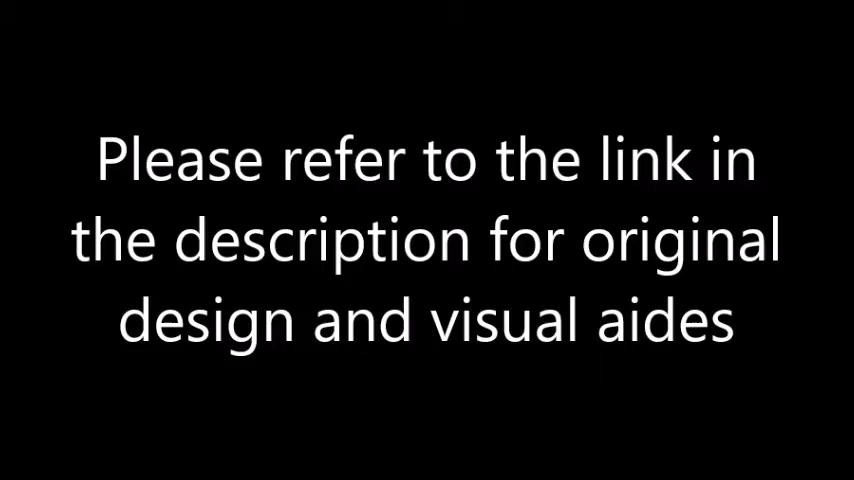 Please refer to the link in
the description for original
design and visual aides